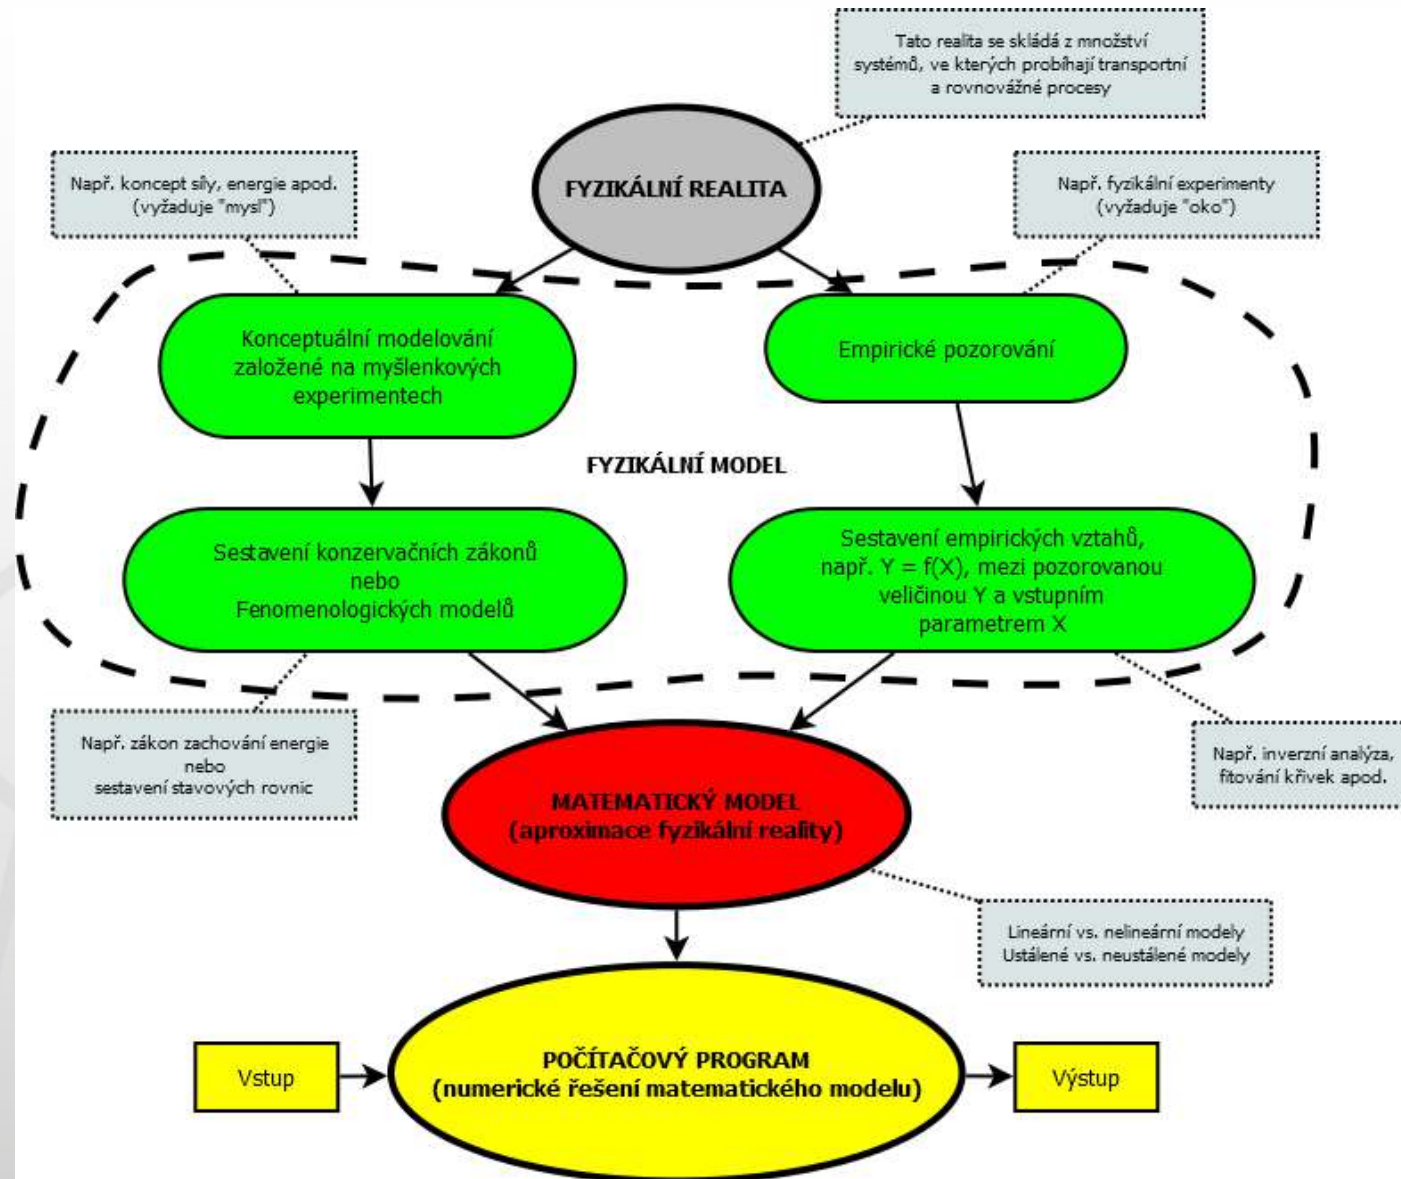 Tato realita se skládá z množství
systémů, ve kterých probíhají transportní
a rovnovážné procesy
FYZIKÁLNÍ REALITA
Např. koncept síly, energie apod.
(vyžaduje "mysl")
Např. fyzikální experimenty
(vyžaduje "oko")
Konceptuální modelování
založené na myšlenkových
experimentech
Empirické pozorování
FYZIKÁLNÍ MODEL
Sestavení konzervačních zákonů
nebo
Fenomenologických modelů
Sestavení empirických vztahů,
např. Y = f(X), mezi pozorovanou
veličinou Y a vstupním
parametrem X
Např. zákon zachování energie
nebo
sestavení stavových rovnic
Např. inverzní analýza,
fitování křivek apod.
MATEMATICKÝ MODEL
(aproximace fyzikální reality)
Lineární vs. nelineární modely
Ustálené vs. neustálené modely
Vstup
POČÍTAČOVÝ PROGRAM
(numerické řešení matematického modelu)
Výstup